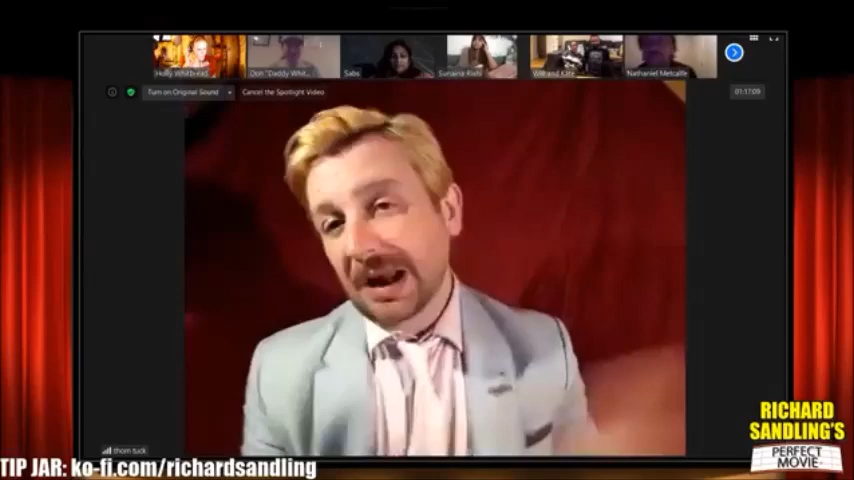 Holly Whitbread
Don "Daddy Whit...
Sabs
Sunaina Rishi
Will and Kate
Nathaniel Metcalfe
Turn on Original Sound
Cancel the Spotlight Video
01:17:09
thom tuck
TIP JAR: ko-fi.com/richardsandling
RICHARD
SANDLING'S
PERFECT
MOVIE